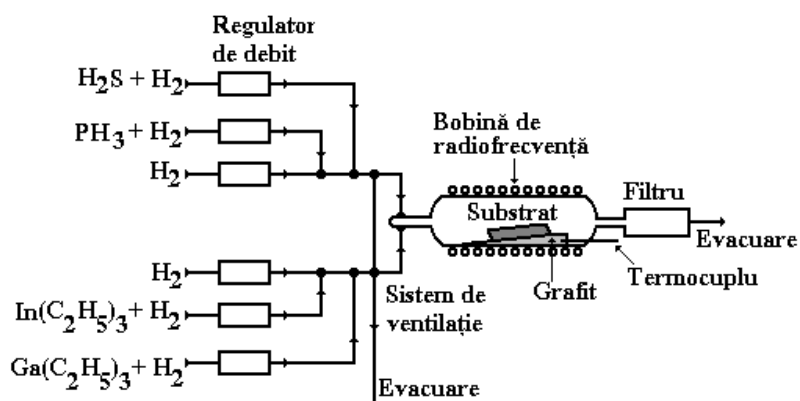 Regulator
de debit
H₂S + H₂
PH₃ + H₂
H₂
H₂
In(C₂H₅)₃ + H₂
Ga(C₂H₅)₃ + H₂
Bobină de
radiofrecvență
Substrat
Filtru
Evacuare
Termocuplu
Grafit
Sistem de
ventilație
Evacuare